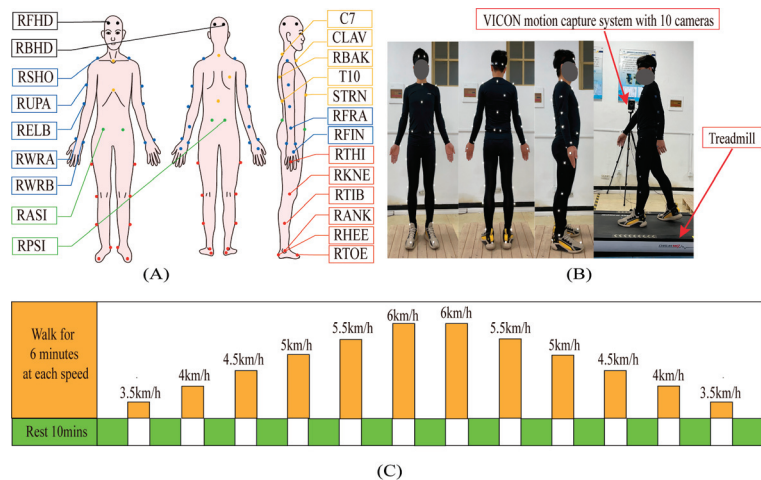 RFHD
RBHD
RSHO
RUPA
RELB
RWRA
RWRB
RASI
RPSI
C7
CLAV
RBAK
T10
STRN
RFRA
RFIN
RTHI
RKNE
RTIB
RANK
RHEE
RTOE
(A)
VICON motion capture system with 10 cameras
Treadmill
(B)
Walk for
6 minutes
at each speed
3.5km/h
4km/h
4.5km/h
5km/h
5.5km/h
6km/h
6km/h
5.5km/h
5km/h
4.5km/h
4km/h
3.5km/h
Rest 10mins
(C)